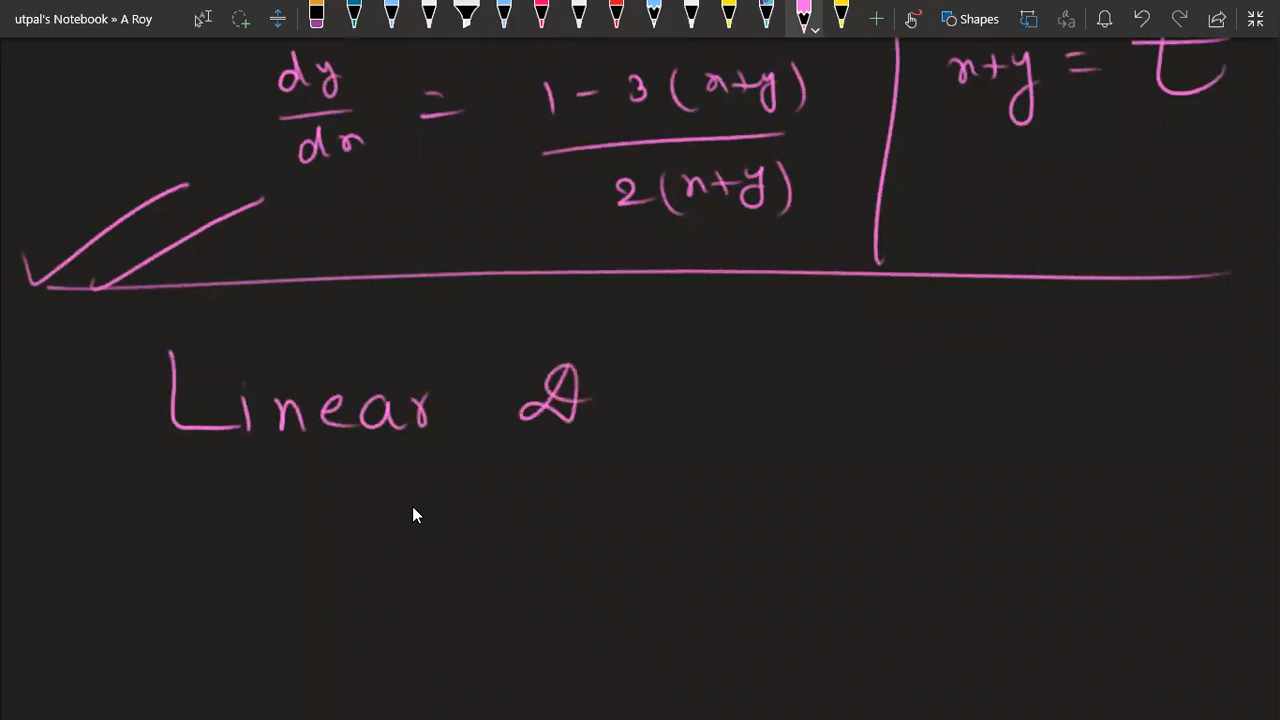 utpal's Notebook » A Roy
Shapes
dy/dx = 1 - 3(x+y) / 2(x+y)
x+y = t
Linear D